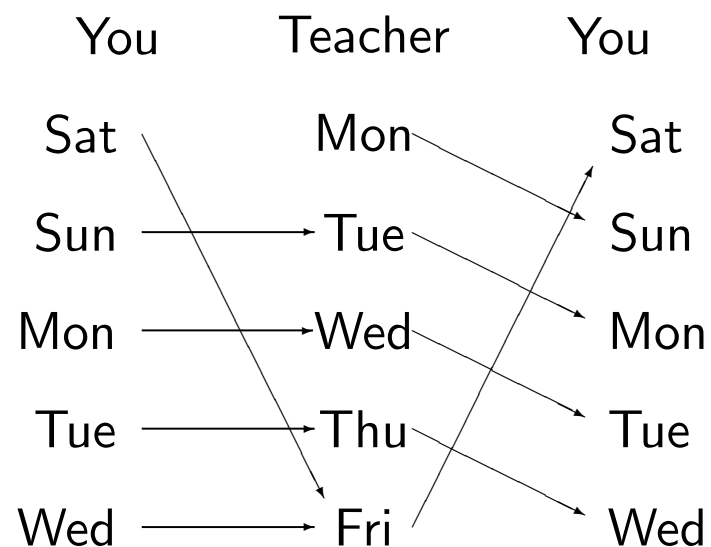 You Teacher You
Sat Mon Sat
Sun Tue Sun
Mon Wed Mon
Tue Thu Tue
Wed Fri Wed